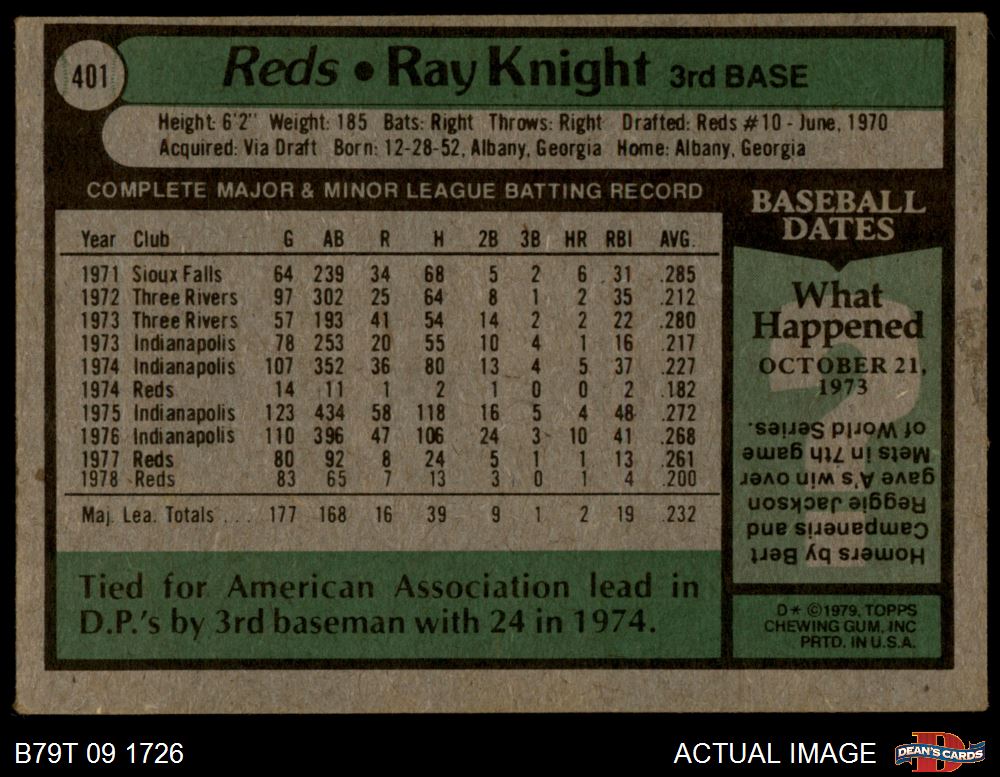 401
Reds • Ray Knight 3rd BASE
Height: 6'2" Weight: 185 Bats: Right Throws: Right Drafted: Reds #10 - June, 1970
Acquired: Via Draft Born: 12-28-52, Albany, Georgia Home: Albany, Georgia
COMPLETE MAJOR & MINOR LEAGUE BATTING RECORD
Year Club G AB R H 2B 3B HR RBI AVG.
1971 Sioux Falls 64 239 34 68 5 2 6 31 .285
1972 Three Rivers 97 302 25 64 8 1 2 35 .212
1973 Three Rivers 57 193 41 54 14 2 2 22 .280
1973 Indianapolis 78 253 20 55 10 4 1 16 .217
1974 Indianapolis 107 352 36 80 13 4 5 37 .227
1974 Reds 14 11 1 2 1 0 0 2 .182
1975 Indianapolis 123 434 58 118 16 5 4 48 .272
1976 Indianapolis 110 396 47 106 24 3 10 41 .268
1977 Reds 80 92 8 24 5 1 1 13 .261
1978 Reds 83 65 7 13 3 0 1 4 .200
Maj. Lea. Totals ... 177 168 16 39 9 1 2 19 .232
Tied for American Association lead in
D.P.'s by 3rd baseman with 24 in 1974.
BASEBALL
DATES
What
Happened
OCTOBER 21,
1973
Homers by Bert
Campaneris and
Reggie Jackson
gave A's win over
Mets in 7th game
of World Series.
D* ©1979, TOPPS
CHEWING GUM, INC
PRTD. IN U.S.A.
B79T 09 1726
ACTUAL IMAGE
DEAN'S CARDS